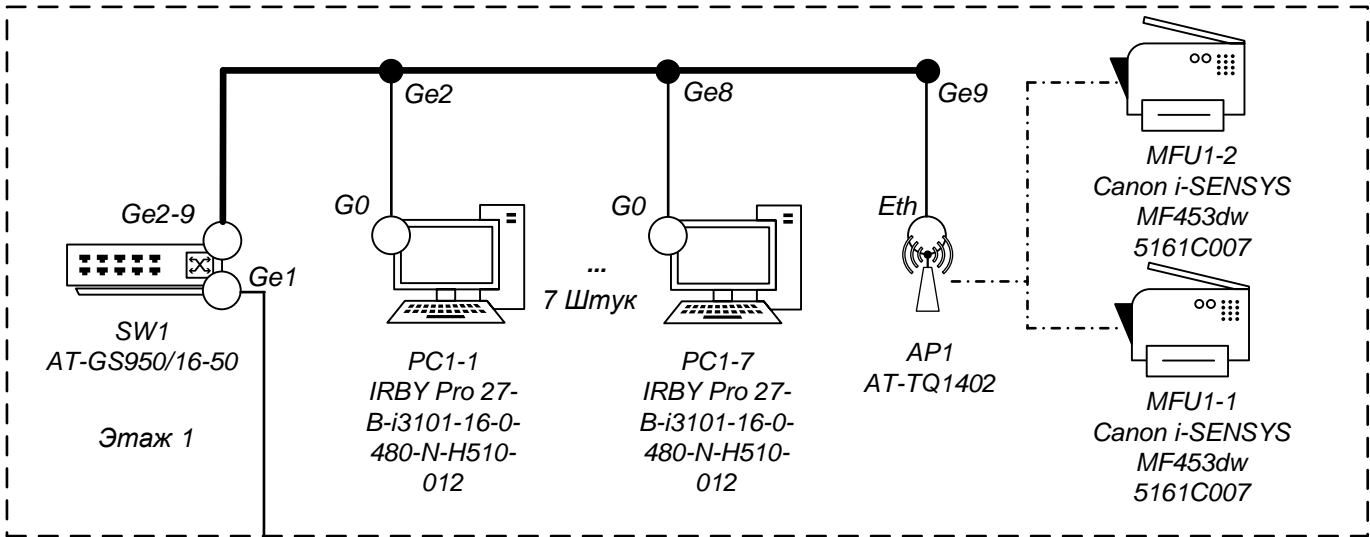 Ge2
Ge8
Ge9
Ge2-9
Ge1
SW1
AT-GS950/16-50
Этаж 1
G0
PC1-1
IRBY Pro 27-
B-i3101-16-0-
480-N-H510-
012
...
7 Штук
G0
PC1-7
IRBY Pro 27-
B-i3101-16-0-
480-N-H510-
012
Eth
AP1
AT-TQ1402
MFU1-2
Canon i-SENSYS
MF453dw
5161C007
MFU1-1
Canon i-SENSYS
MF453dw
5161C007